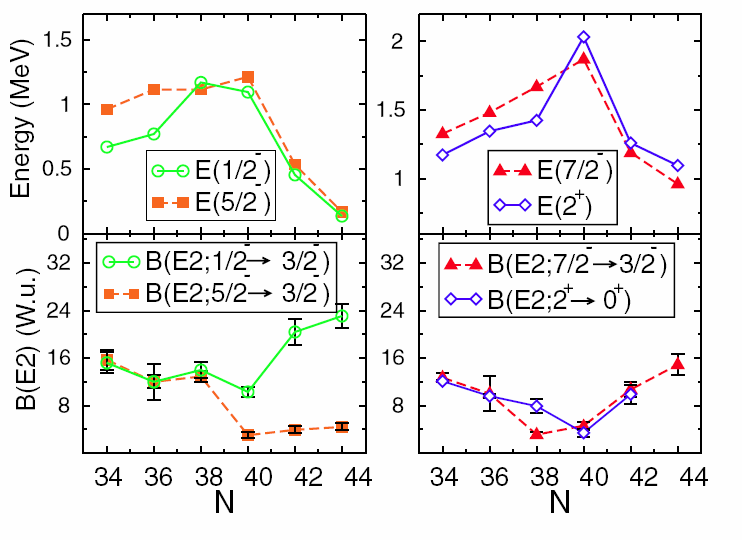 1.5
1
0.5
0
Energy (MeV)
E(1/2⁻)
E(5/2⁻)
2
1.5
1
E(7/2⁻)
E(2⁺)
36
24
16
8
B(E2) (W.u.)
B(E2;1/2⁻→ 3/2⁻)
B(E2;5/2⁻→ 3/2⁻)
34 36 38 40 42 44
N
36
24
16
8
B(E2;7/2⁻→3/2⁻)
B(E2;2⁺→ 0⁺)
34 36 38 40 42 44
N